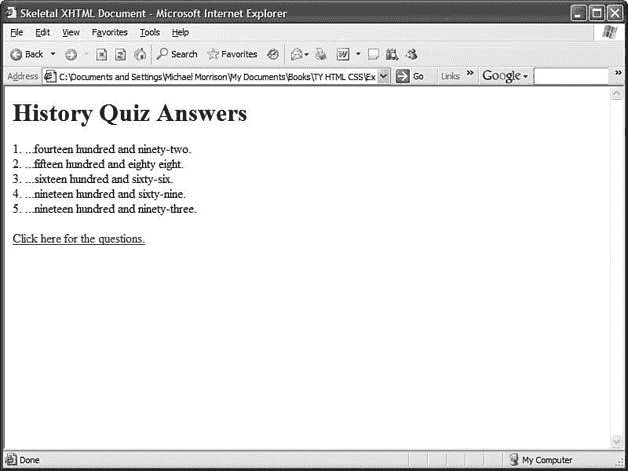 Skeletal XHTML Document - Microsoft Internet Explorer
File Edit View Favorites Tools Help
Back Search Favorites W
Address C:\Documents and Settings\Michael Morrison\My Documents\Books\TY HTML CSS\Ex Go Links » Google »
History Quiz Answers
1. ...fourteen hundred and ninety-two.
2. ...fifteen hundred and eighty eight.
3. ...sixteen hundred and sixty-six.
4. ...nineteen hundred and sixty-nine.
5. ...nineteen hundred and ninety-three.
Click here for the questions.
Done My Computer